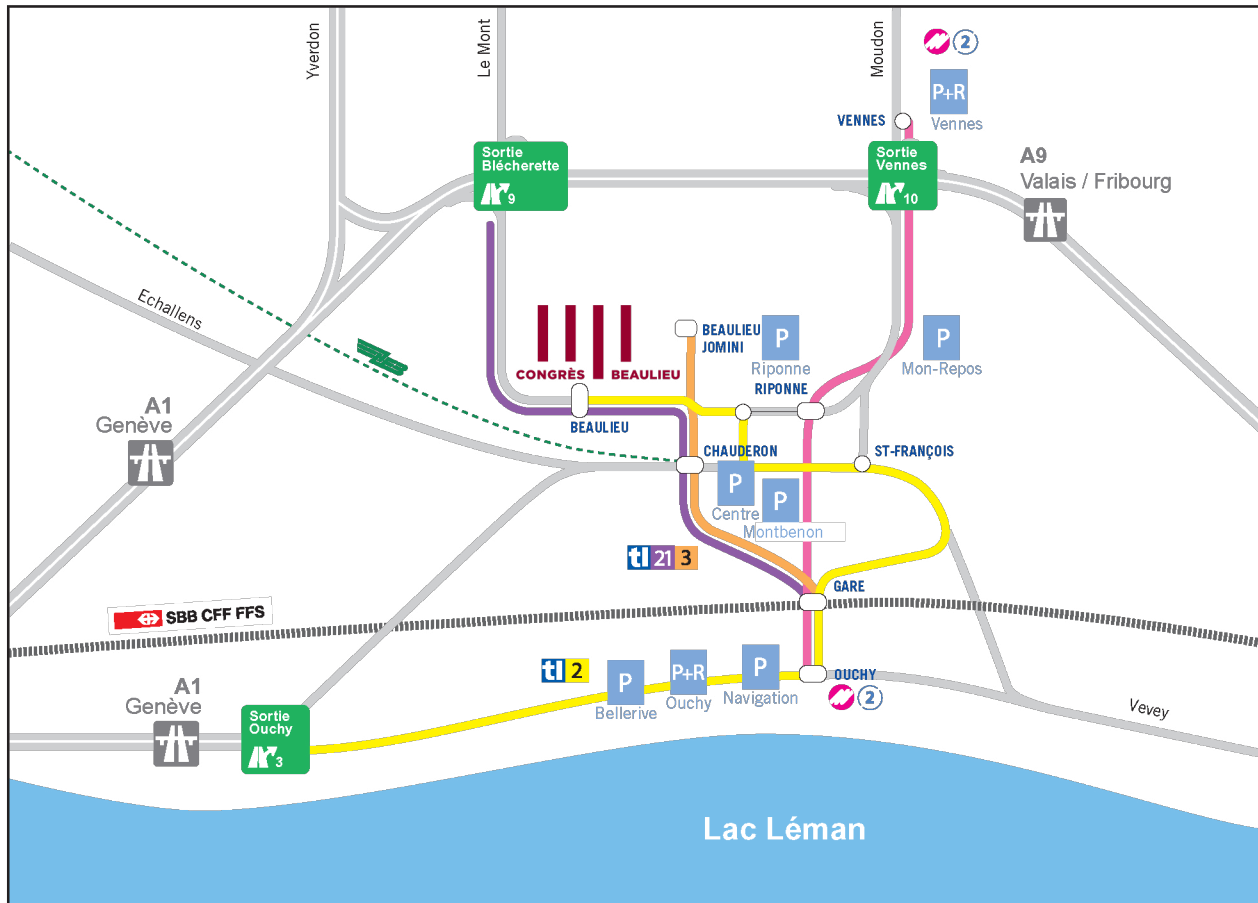 Yverdon
Le Mont
Moudon
2
P+R
Vennes
VENNES
Sortie
Blécherette
9
Sortie
Vennes
10
A9
Valais / Fribourg
Echallens
CONGRÈS
BEAULIEU
BEAULIEU
JOMINI
P
Riponne
RIPONNE
P
Mon-Repos
A1
Genève
BEAULIEU
CHAUDERON
ST-FRANÇOIS
P
Centre
P
Montbenon
tl 21 3
GARE
SBB CFF FFS
tl 2
P
Bellerive
P+R
Ouchy
P
Navigation
OUCHY
2
A1
Genève
Sortie
Ouchy
3
Vevey
Lac Léman